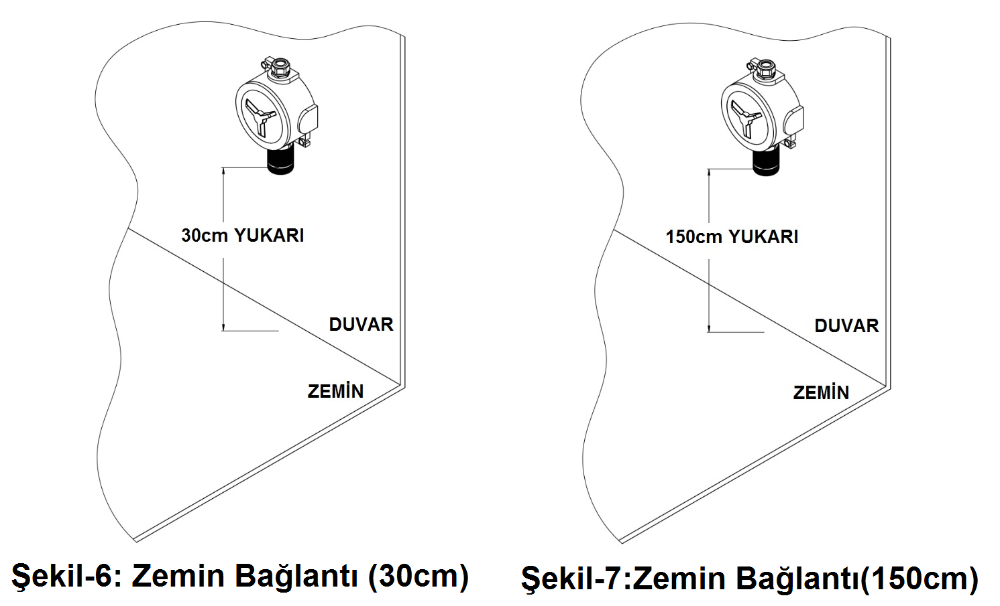 30cm YUKARI
DUVAR
ZEMİN
Şekil-6: Zemin Bağlantı (30cm)
150cm YUKARI
DUVAR
ZEMİN
Şekil-7:Zemin Bağlantı(150cm)